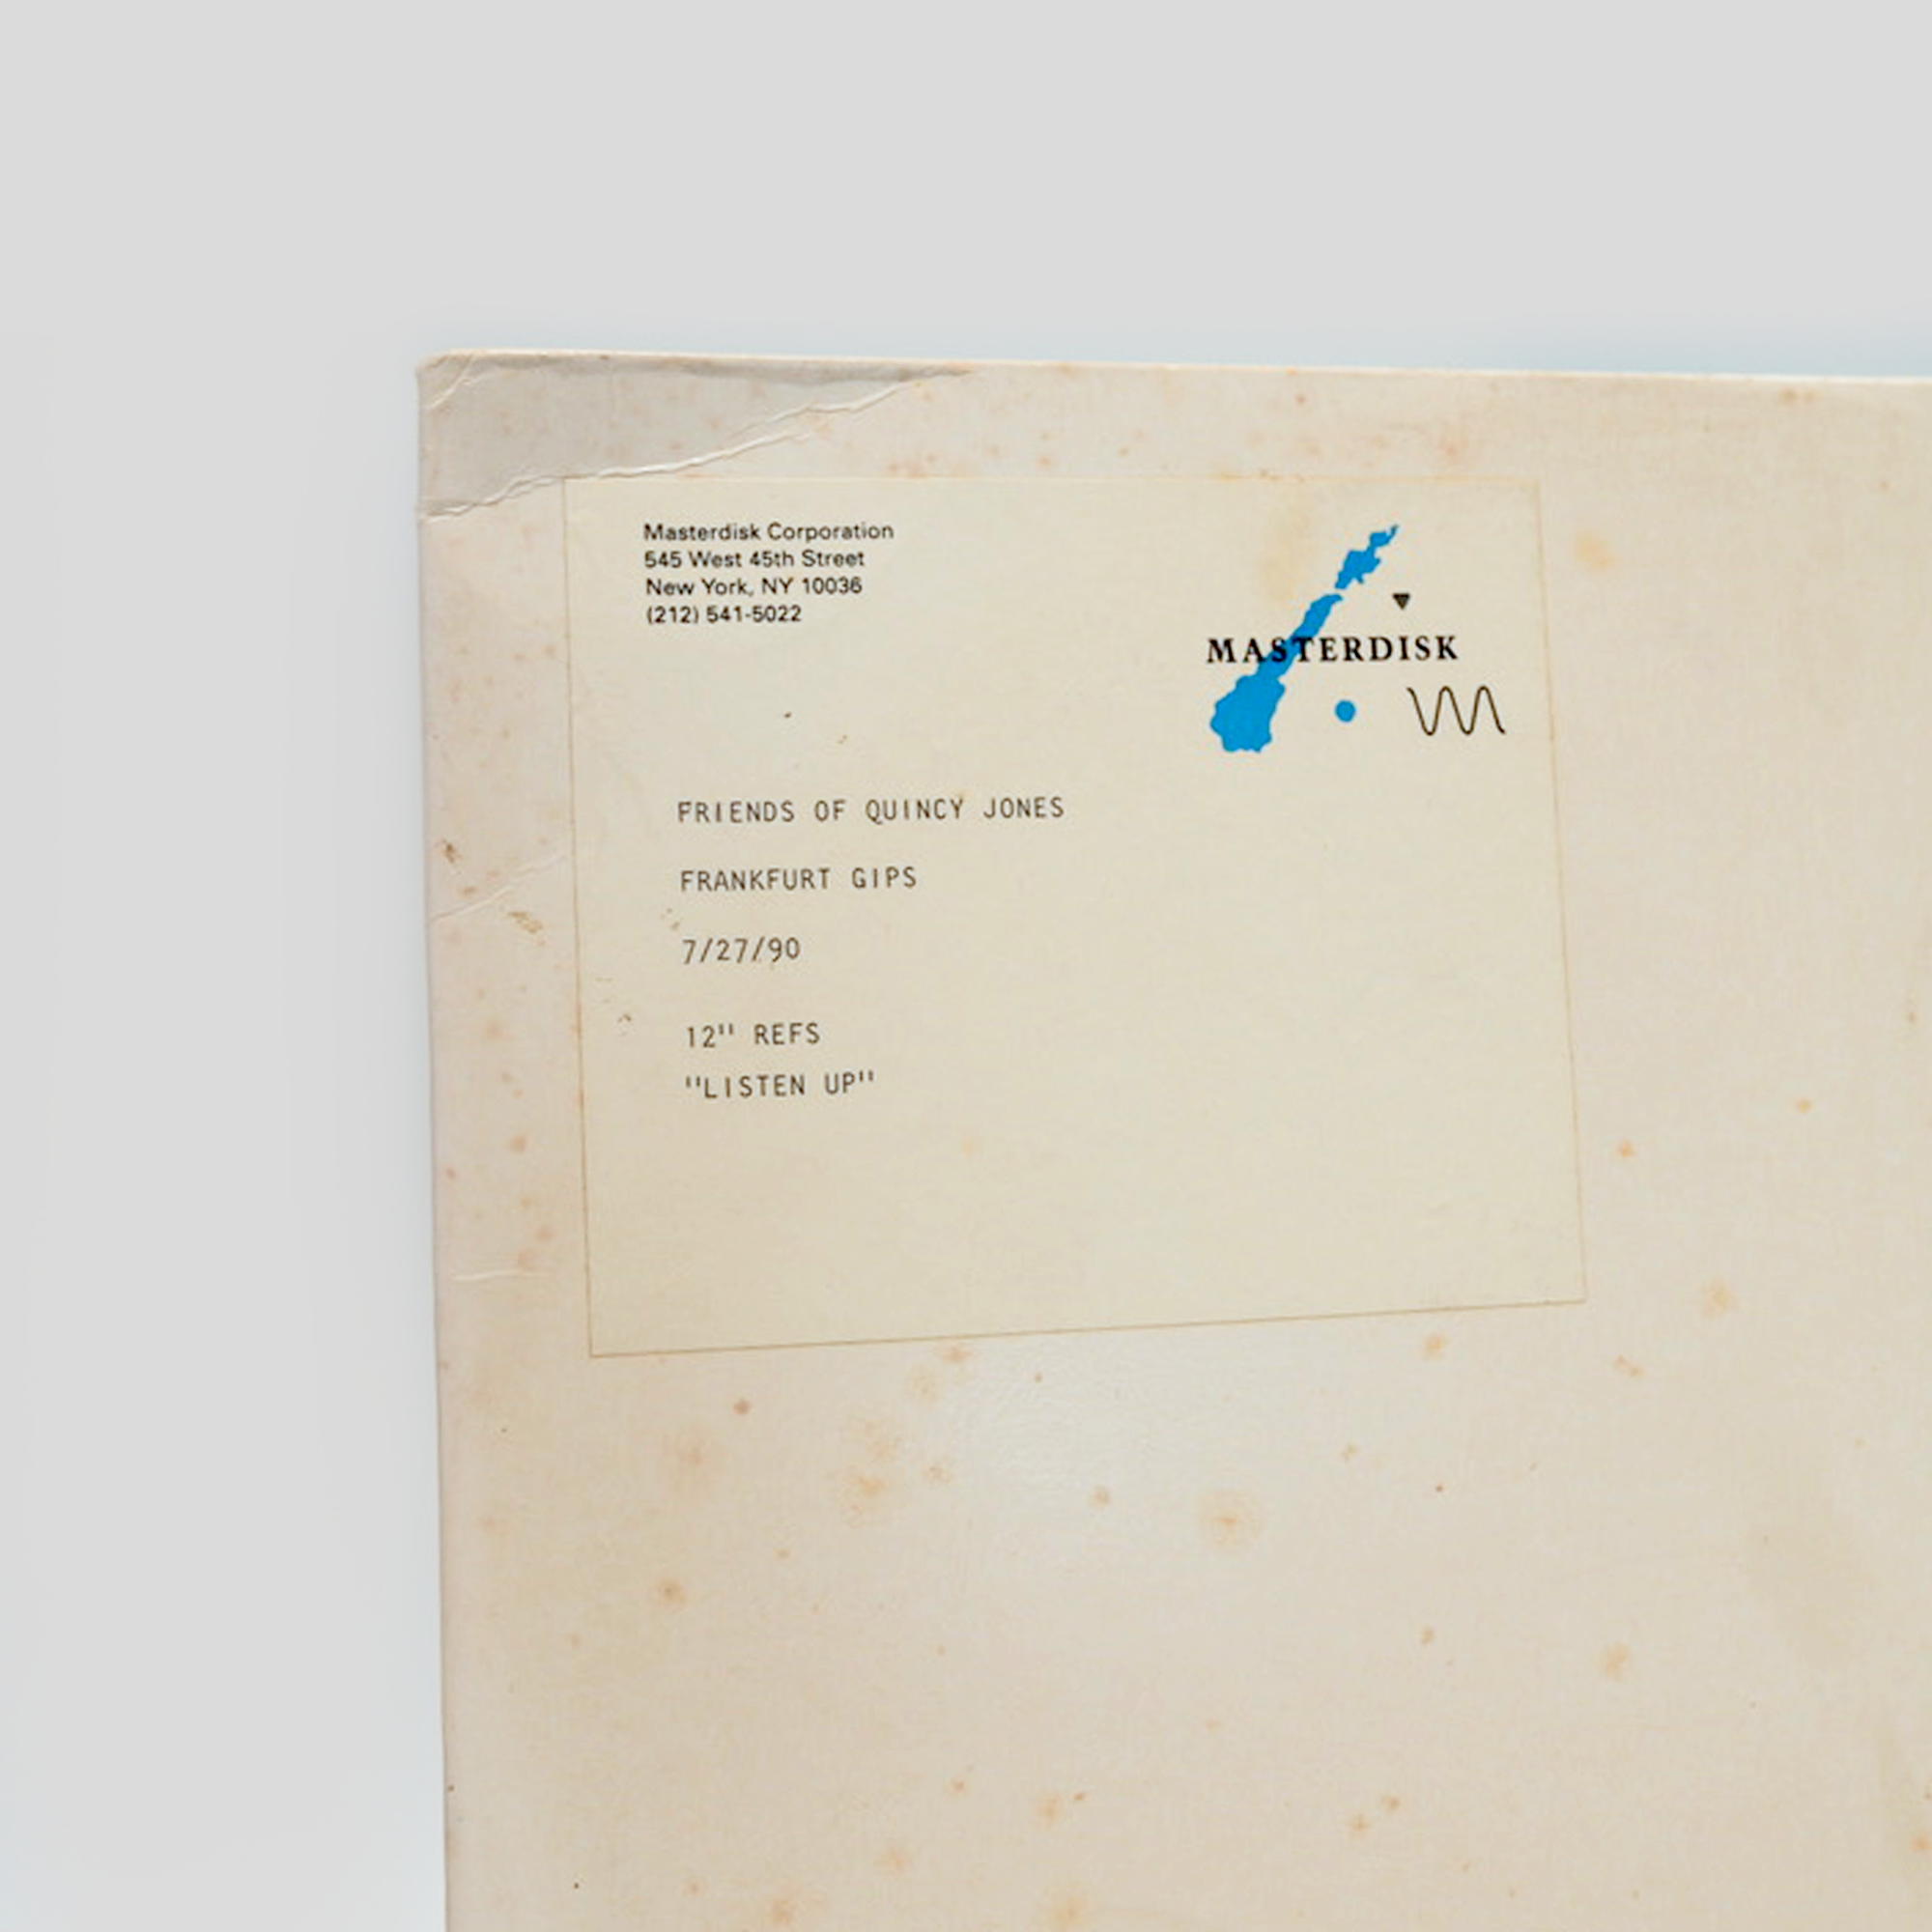 Masterdisk Corporation
545 West 45th Street
New York, NY 10036
(212) 541-5022
MASTERDISK
FRIENDS OF QUINCY JONES
FRANKFURT GIPS
7/27/90
12" REFS
"LISTEN UP"